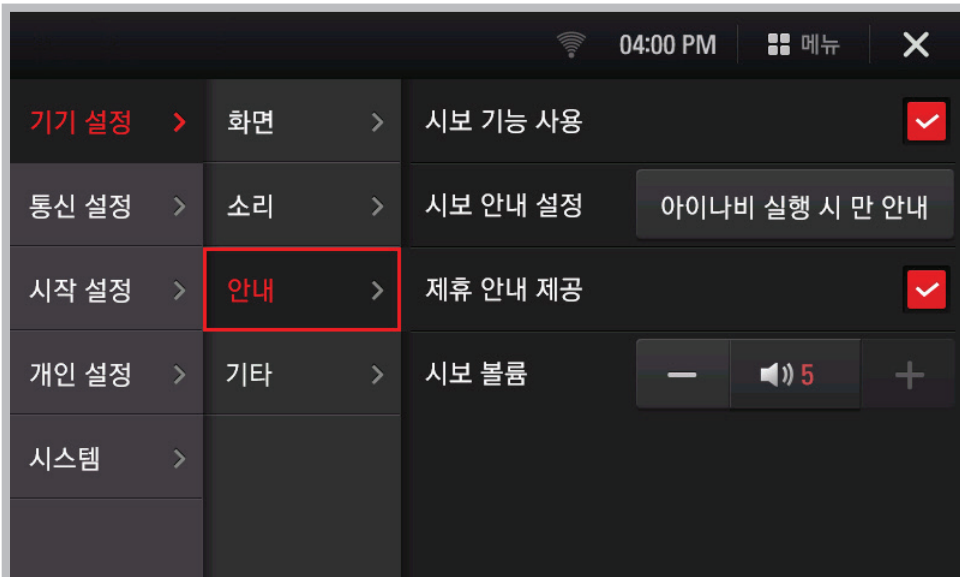 04:00 PM 메뉴
기기 설정
통신 설정
시작 설정
개인 설정
시스템
화면
소리
안내
기타
시보 기능 사용
시보 안내 설정 아이나비 실행 시 만 안내
제휴 안내 제공
시보 볼륨 5